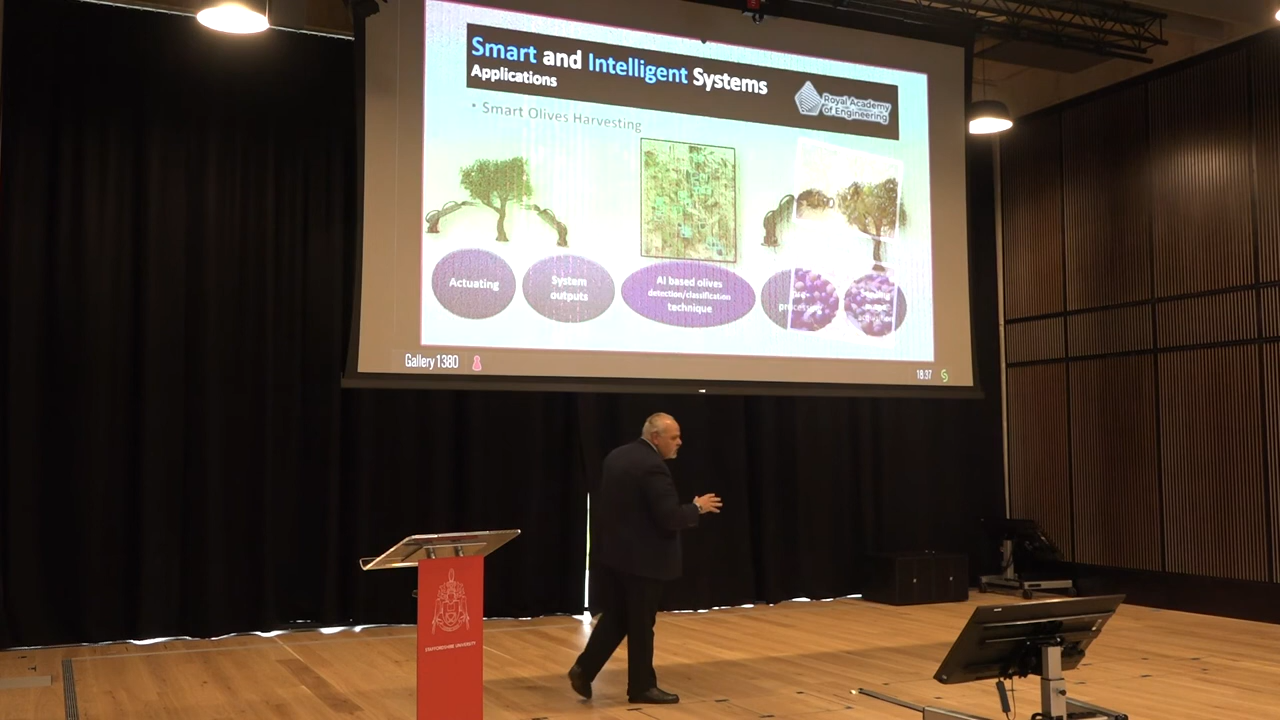 Smart and Intelligent Systems
Applications
Royal Academy
of Engineering
• Smart Olives Harvesting
Actuating
System
outputs
AI based olives
detection/classification
technique
Gallery 1380
18:37
STAFFORDSHIRE UNIVERSITY